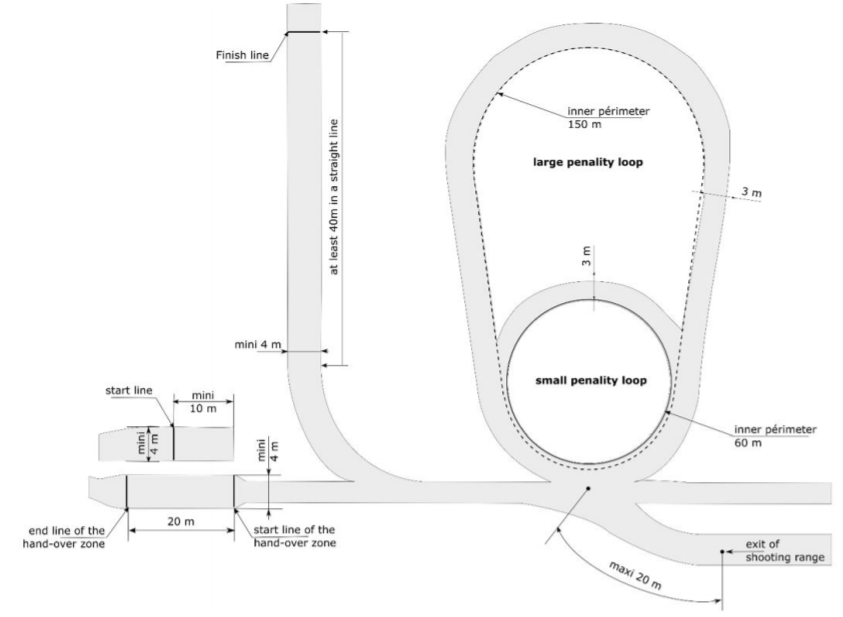 Finish line
at least 40m in a straight line
mini 4 m
inner périmeter
150 m
large penality loop
3 m
3 m
small penality loop
inner périmeter
60 m
start line
mini
10 m
mini
4 m
mini
4 m
20 m
end line of the
hand-over zone
start line of the
hand-over zone
exit of
shooting range
maxi 20 m